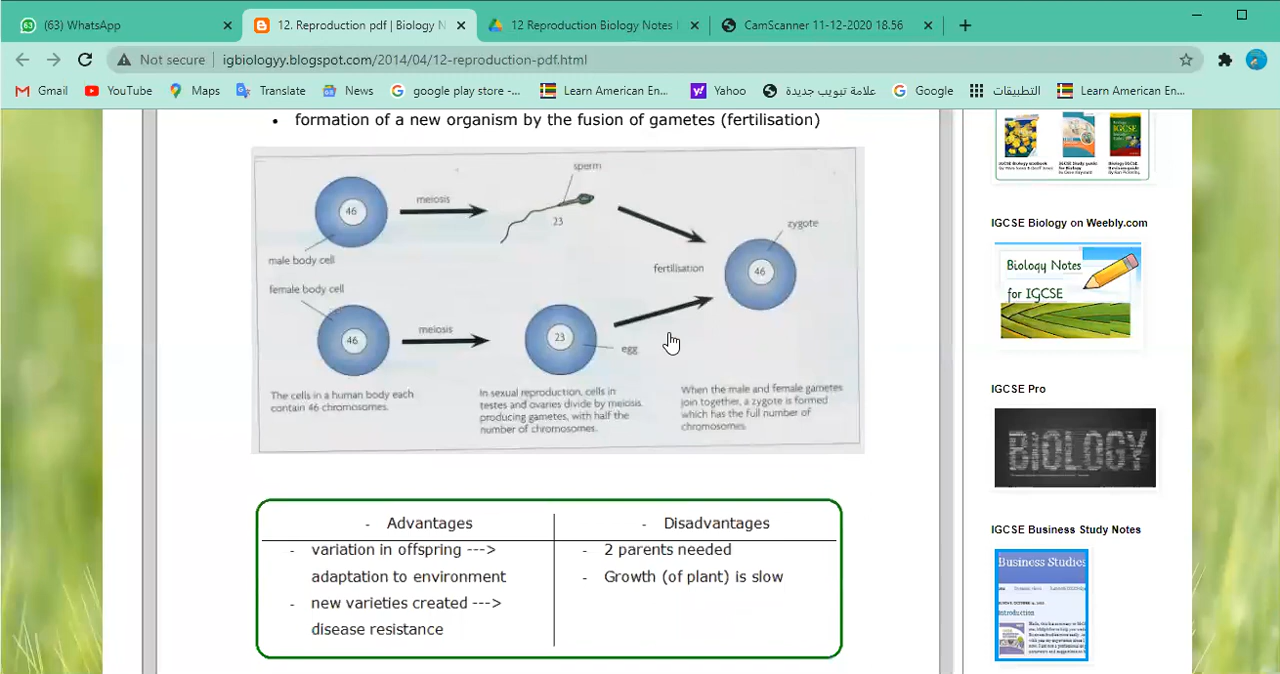 (63) WhatsApp
12. Reproduction pdf | Biology N
12 Reproduction Biology Notes I
CamScanner 11-12-2020 18.56
Not secure
igbiologyy.blogspot.com/2014/04/12-reproduction-pdf.html
Gmail
YouTube
Maps
Translate
News
google play store -...
Learn American En...
Yahoo
علامة تبويب جديدة
Google
التطبيقات
Learn American En...
• formation of a new organism by the fusion of gametes (fertilisation)
sperm
46
meiosis
23
zygote
male body cell
fertilisation
46
female body cell
46
meiosis
23
egg
The cells in a human body each
contain 46 chromosomes.
In sexual reproduction, cells in
testes and ovaries divide by meiosis
producing gametes, with half the
number of chromosomes.
When the male and female gametes
join together, a zygote is formed
which has the full number of
chromosomes
- Advantages
- variation in offspring --->
adaptation to environment
- new varieties created --->
disease resistance
- Disadvantages
- 2 parents needed
- Growth (of plant) is slow
IGCSE Biology on Weebly.com
Biology Notes
for IGCSE
IGCSE Pro
BIOLOGY
IGCSE Business Study Notes
Business Studies